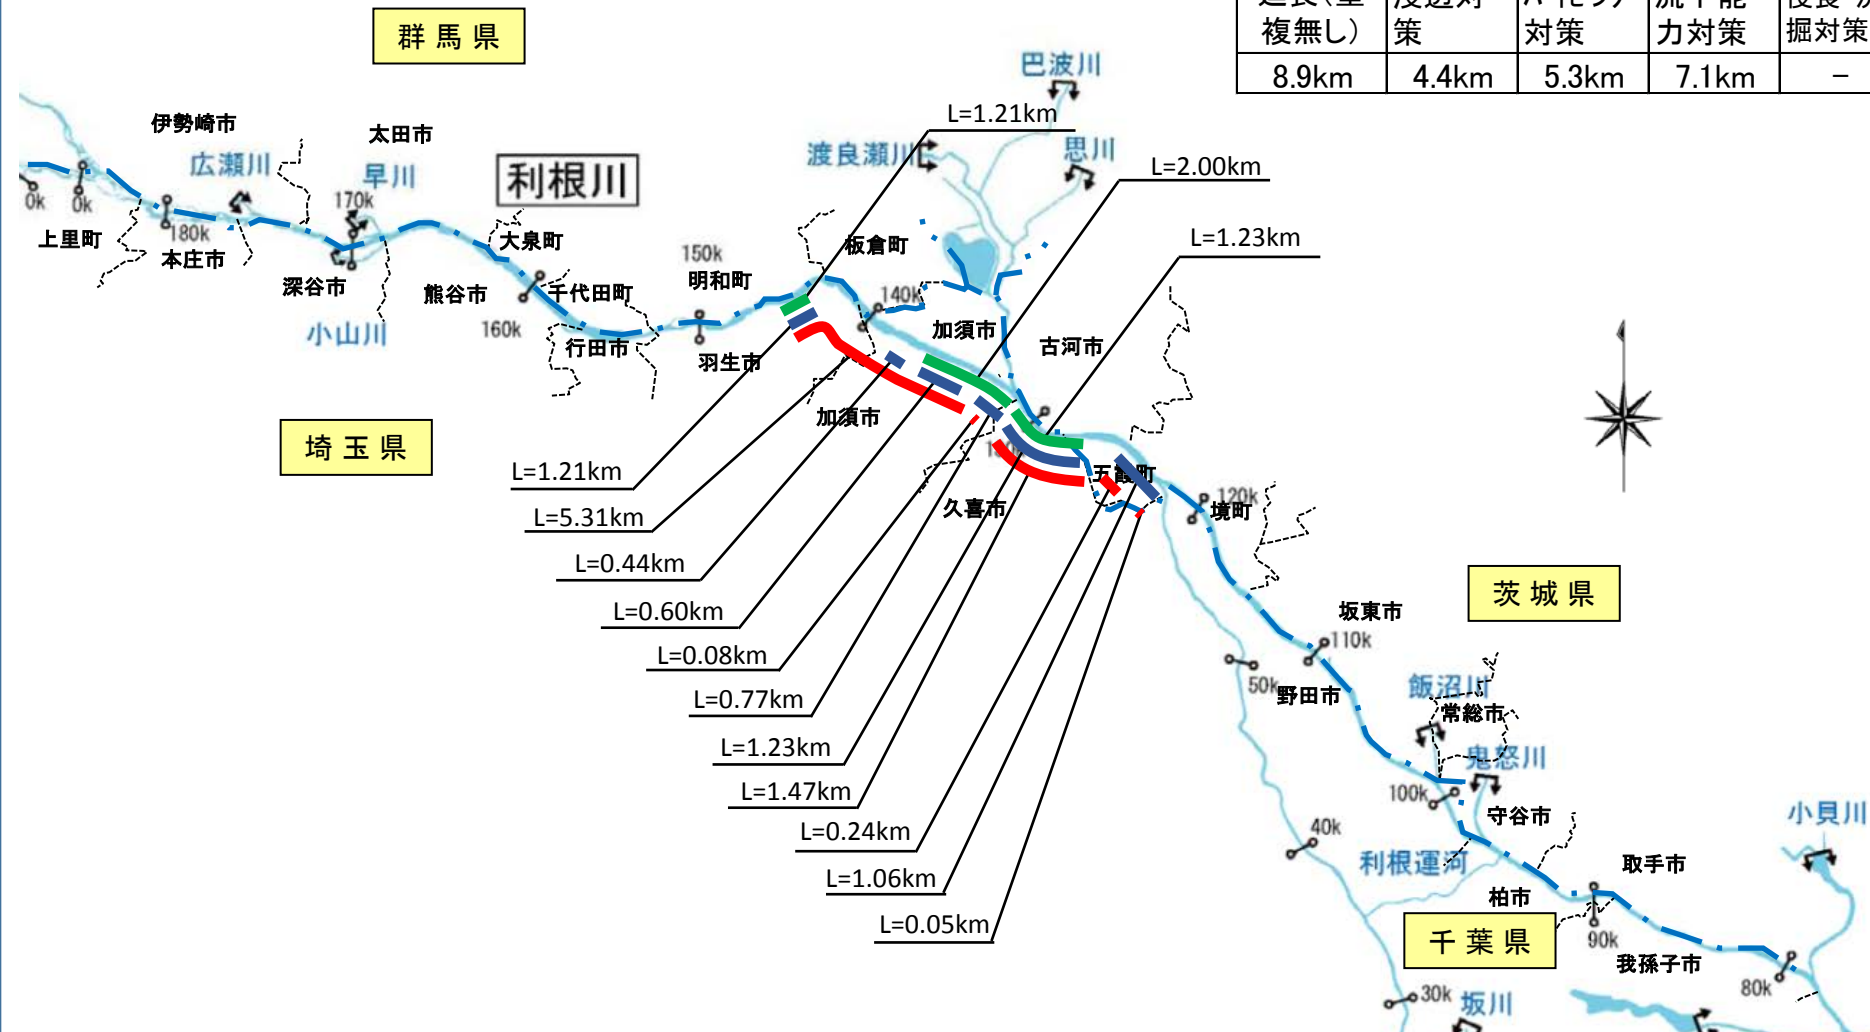 複無し）
策
対策
力対策
掘対策
8.9km
4.4km
5.3km
7.1km
−
群馬県
巴波川
L=1.21km
伊勢崎市
太田市
広瀬川
早川
利根川
渡良瀬川
思川
L=2.00km
0k
0k
170k
180k
上里町
本庄市
大泉町
150k
板倉町
L=1.23km
深谷市
熊谷市
千代田町
明和町
140k
小山川
160k
行田市
羽生市
加須市
古河市
埼玉県
加須市
L=1.21km
五霞町
久喜市
120k
境町
L=5.31km
L=0.44km
茨城県
L=0.60km
坂東市
110k
L=0.08km
50k
野田市
飯沼川
常総市
L=0.77km
L=1.23km
鬼怒川
L=1.47km
100k
守谷市
小貝川
L=0.24km
40k
利根運河
取手市
L=1.06km
柏市
L=0.05km
千葉県
90k
我孫子市
80k
30k
坂川